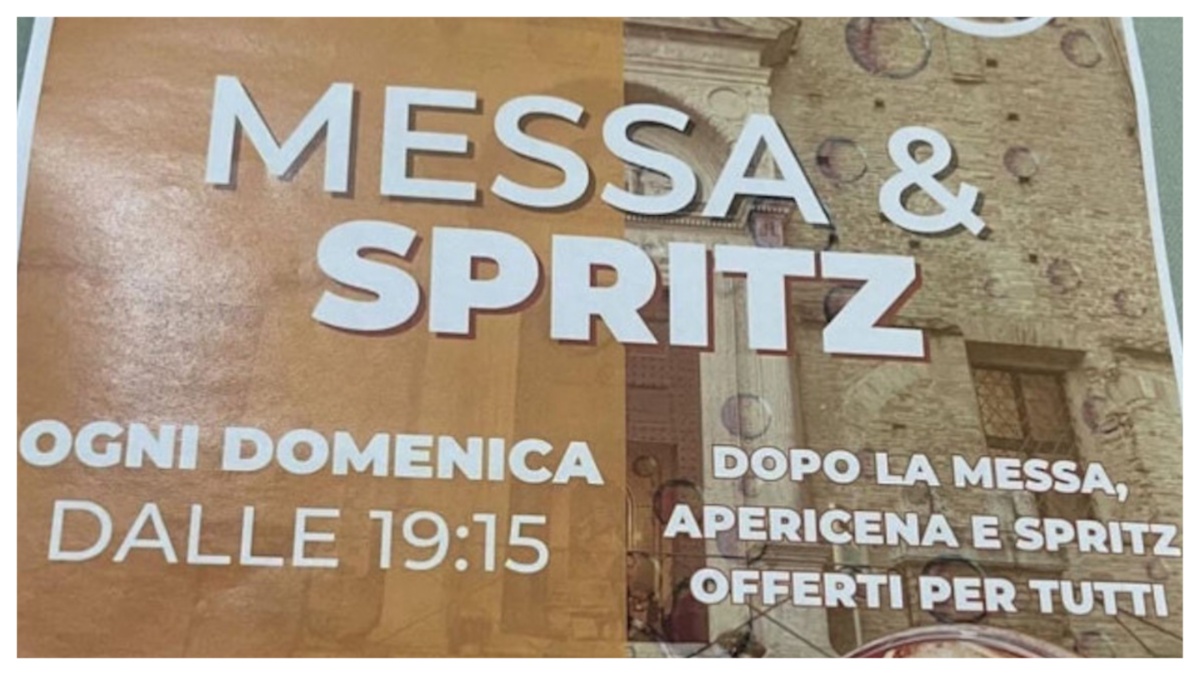 MESSA &
SPRITZ
OGNI DOMENICA
DALLE 19:15
DOPO LA MESSA,
APERICENA E SPRITZ
OFFERTI PER TUTTI